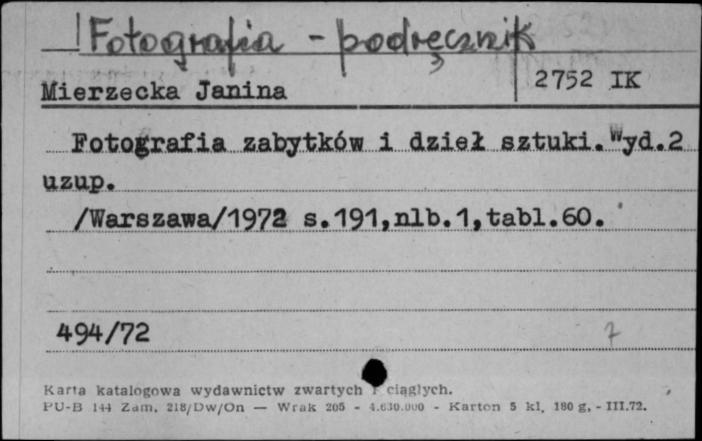 Fotografia - podręcznik
Mierzecka Janina
2752 IK
Fotografia zabytków i dzieł sztuki. Wyd.2
uzup.
/Warszawa/1972 s.191,nlb.1,tabl.60.
494/72
7
Karta katalogowa wydawnictw zwartych i ciągłych.
PU-B 144 Zam. 218/Dw/On — Wrak 205 - 4.630.000 - Karton 5 kl, 180 g, - III.72.